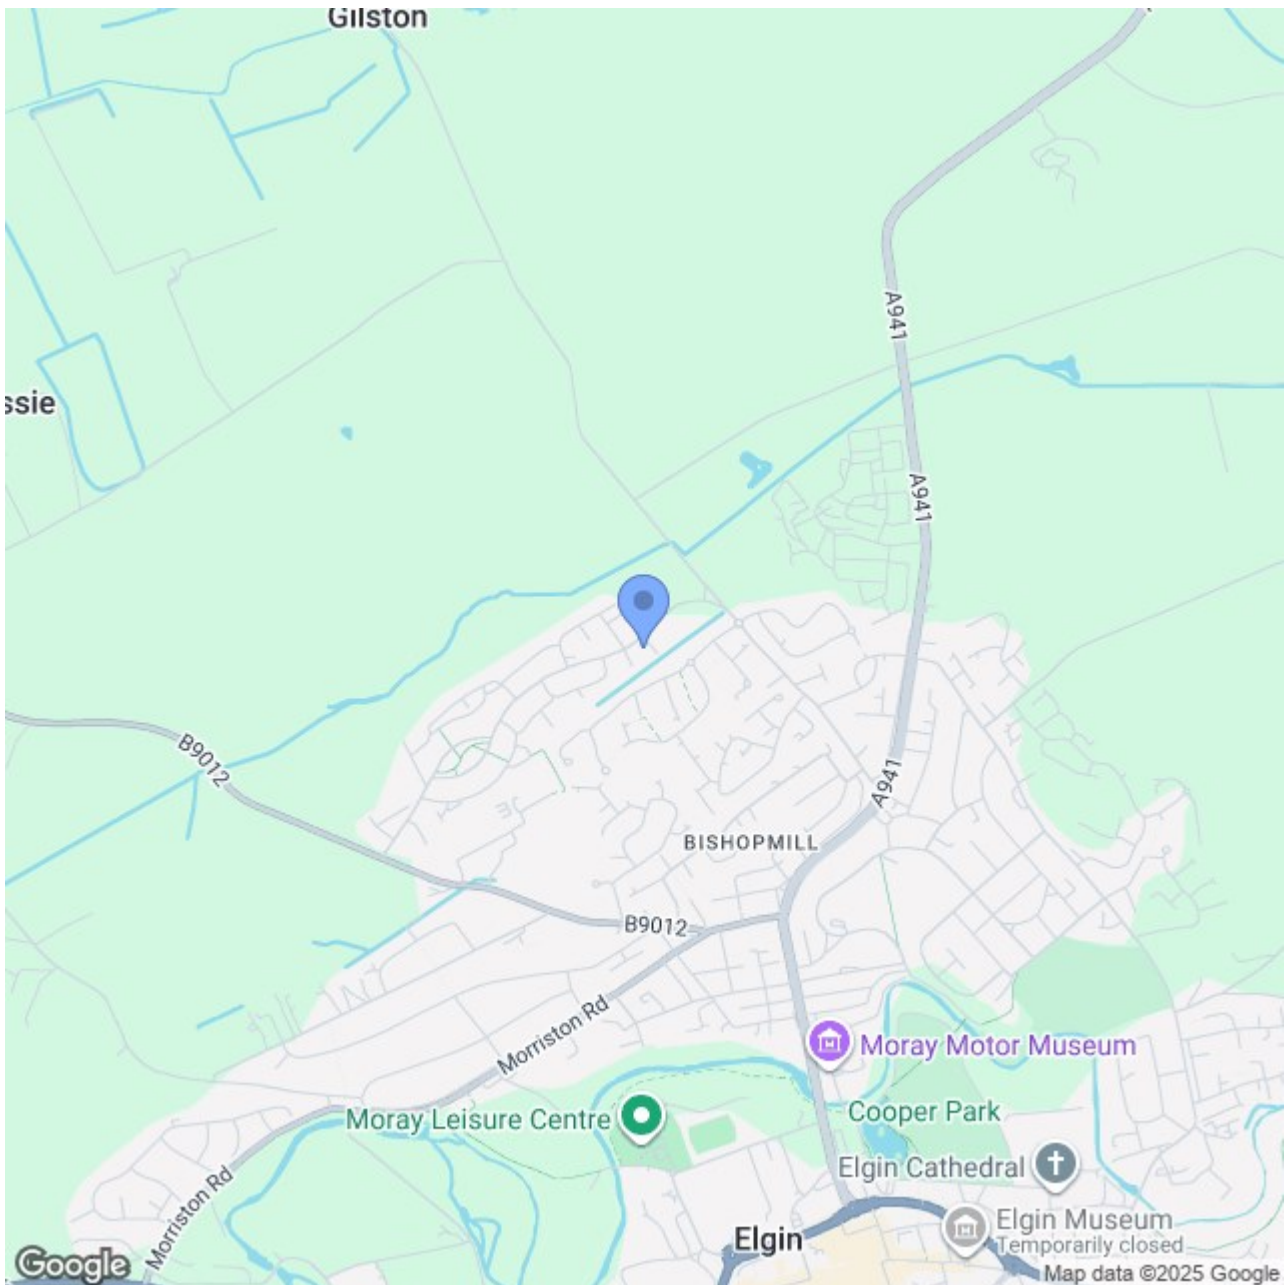 Gilston
A941
ssie
A941
B9012
A941
BISHOPMILL
B9012
Morriston Rd
Moray Motor Museum
Moray Leisure Centre
Cooper Park
Elgin Cathedral
Morriston Rd
Elgin
Elgin Museum
Temporarily closed
Google
Map data ©2025 Google